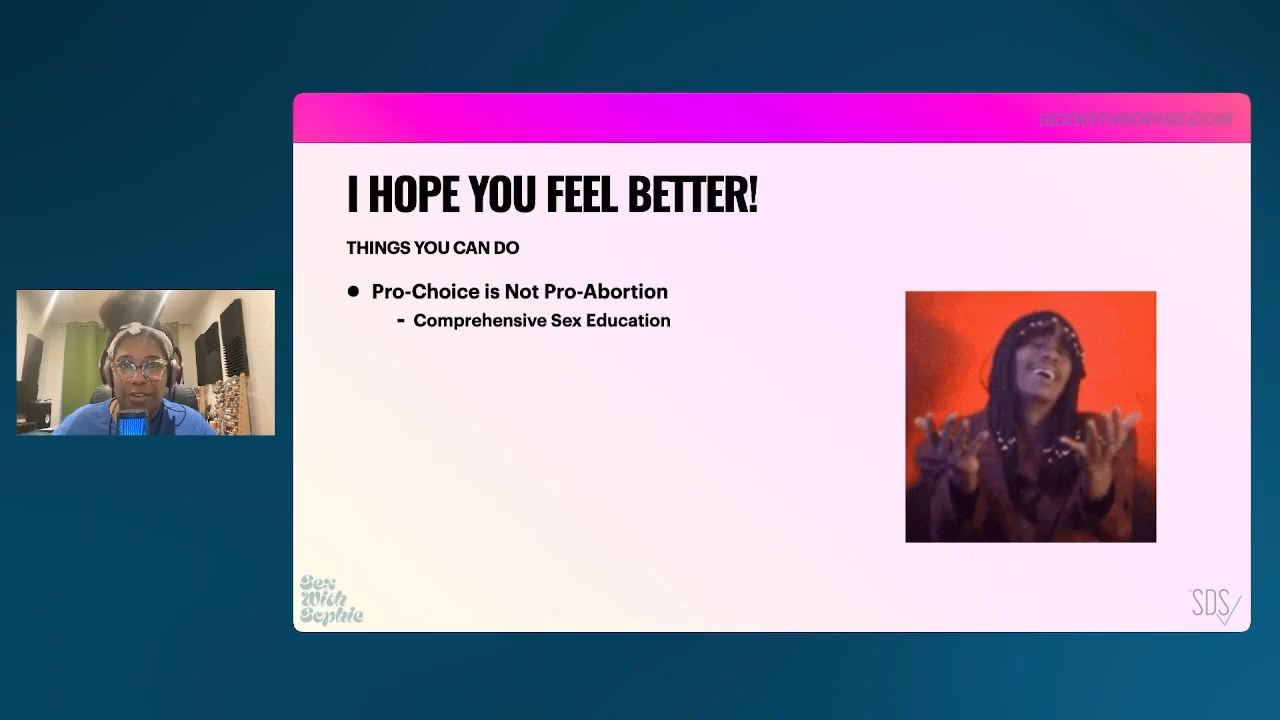 SEXWITHSOPHIE.COM
I HOPE YOU FEEL BETTER!
THINGS YOU CAN DO
● Pro-Choice is Not Pro-Abortion
- Comprehensive Sex Education
Sex
With
Sophie
SDS